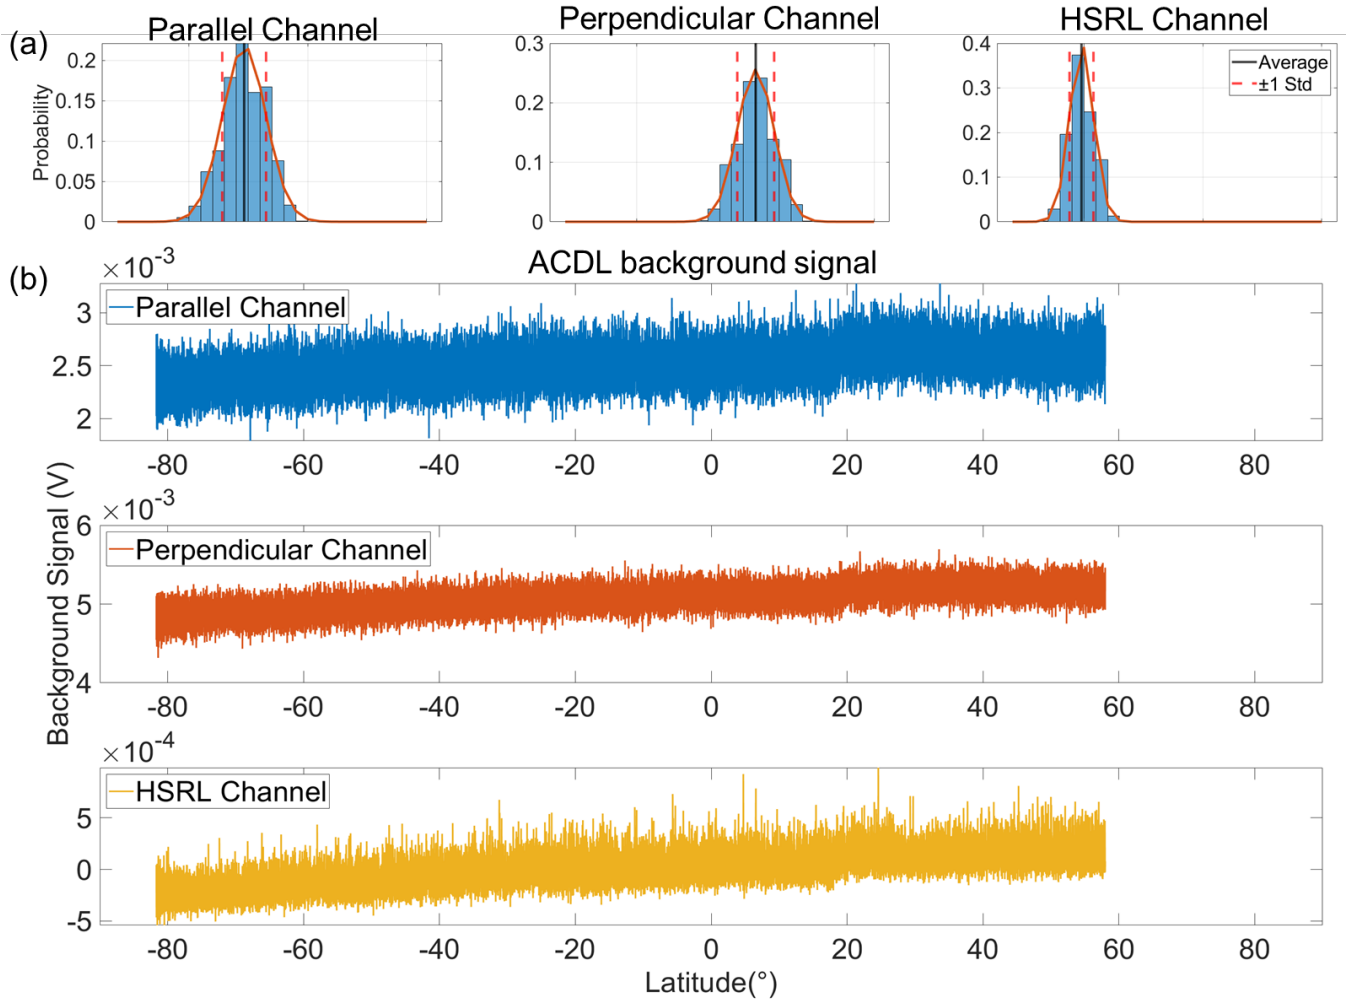 (a)
Parallel Channel
Perpendicular Channel
HSRL Channel
Probability
0.2
0.15
0.1
0.05
0
0.3
0.2
0.1
0
0.4
0.3
0.2
0.1
0
Average
±1 Std
(b)
ACDL background signal
Background Signal (V)
×10-3
Parallel Channel
3
2.5
2
-80 -60 -40 -20 0 20 40 60 80
×10-3
Perpendicular Channel
6
5
4
-80 -60 -40 -20 0 20 40 60 80
×10-4
HSRL Channel
5
0
-5
-80 -60 -40 -20 0 20 40 60 80
Latitude(°)